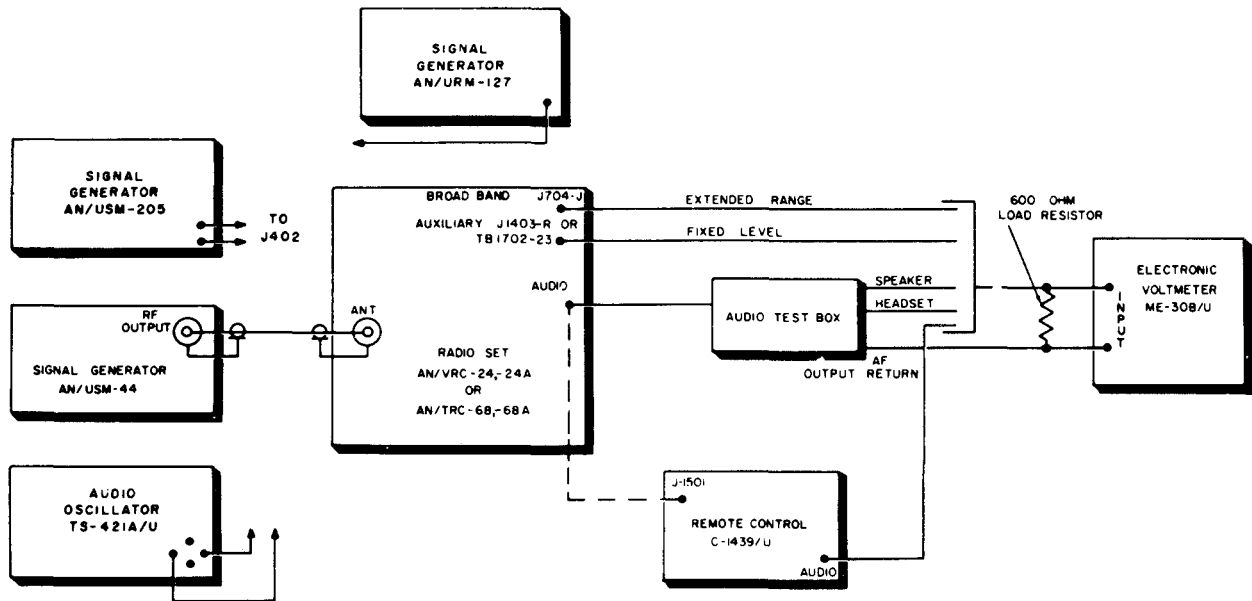 SIGNAL
GENERATOR
AN/URM-127
SIGNAL
GENERATOR
AN/USM-205
TO
J402
BROAD BAND J704-J
AUXILIARY J1403-R OR
TB1702-23
AUDIO
EXTENDED RANGE
FIXED LEVEL
600 OHM
LOAD RESISTOR
SPEAKER
HEADSET
AUDIO TEST BOX
AF
OUTPUT RETURN
ELECTRONIC
VOLTMETER
ME-30B/U
INPUT
RF
OUTPUT
ANT
SIGNAL GENERATOR
AN/USM-44
RADIO SET
AN/VRC-24,-24A
OR
AN/TRC-68,-68A
AUDIO
OSCILLATOR
TS-421A/U
J-1501
REMOTE CONTROL
C-1439/U
AUDIO